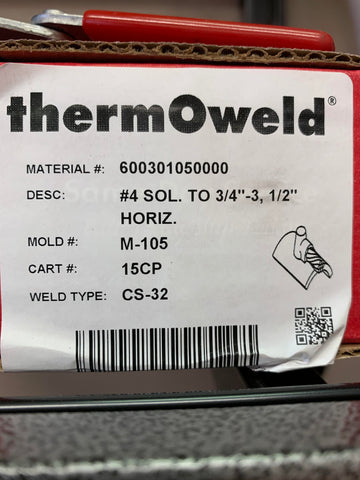 thermOweld®
MATERIAL #: 600301050000
DESC: #4 SOL. TO 3/4"-3, 1/2"
HORIZ.
MOLD #: M-105
CART #: 15CP
WELD TYPE: CS-32